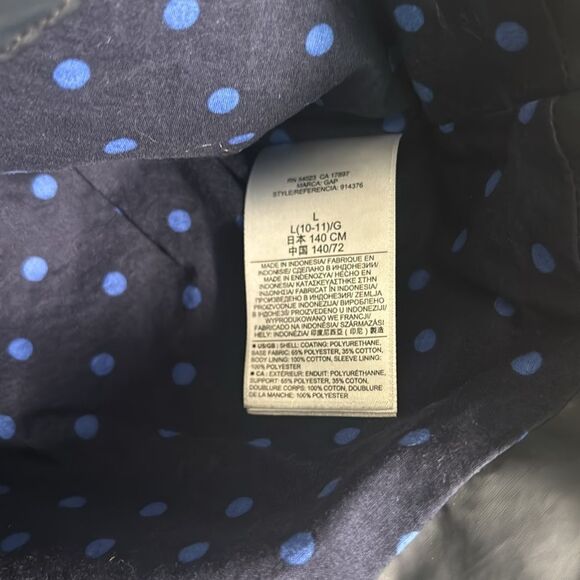 RN 54023 CA 17897
MARCA: GAP
STYLE/REFERENCIA: 914376
L
L(10-11)/G
日本 140 CM
中国 140/72
MADE IN INDONESIA/ FABRIQUE EN
INDONÉSIE/ СДЕЛАНО В ИНДОНЕЗИИ/
MADE IN ENDONEZYA/ HECHO EN
INDONESIA/ ΚΑΤΑΣΚΕΥΑΣΤΗΚΕ ΣΤΗΝ
ΙΝΔΟΝΗΣΙΑ/ FABRICAT ÎN INDONEZIA/
ПРОИЗВЕДЕНО В ИНДОНЕЗИЯ/ ZEMLJA
PROIZVODNJE INDONEZIJA/ ВИРОБЛЕНО
В ІНДОНЕЗІЇ/ PROIZVEDENO U INDONEZIJI/
WYPRODUKOWANO WE FRANCJI/
FABRICADO NA INDONÉSIA/ SZÁRMAZÁSI
HELY: INDONÉZIA/ 印度尼西亚 (印尼) 製造
■ US/GB | SHELL: COATING: POLYURETHANE,
BASE FABRIC: 65% POLYESTER, 35% COTTON,
BODY LINING: 100% COTTON, SLEEVE LINING:
100% POLYESTER
■ CA | EXTÉRIEUR: ENDUIT: POLYURÉTHANNE,
SUPPORT: 65% POLYESTER, 35% COTON,
DOUBLURE CORPS: 100% COTON, DOUBLURE
DE LA MANCHE: 100% POLYESTER